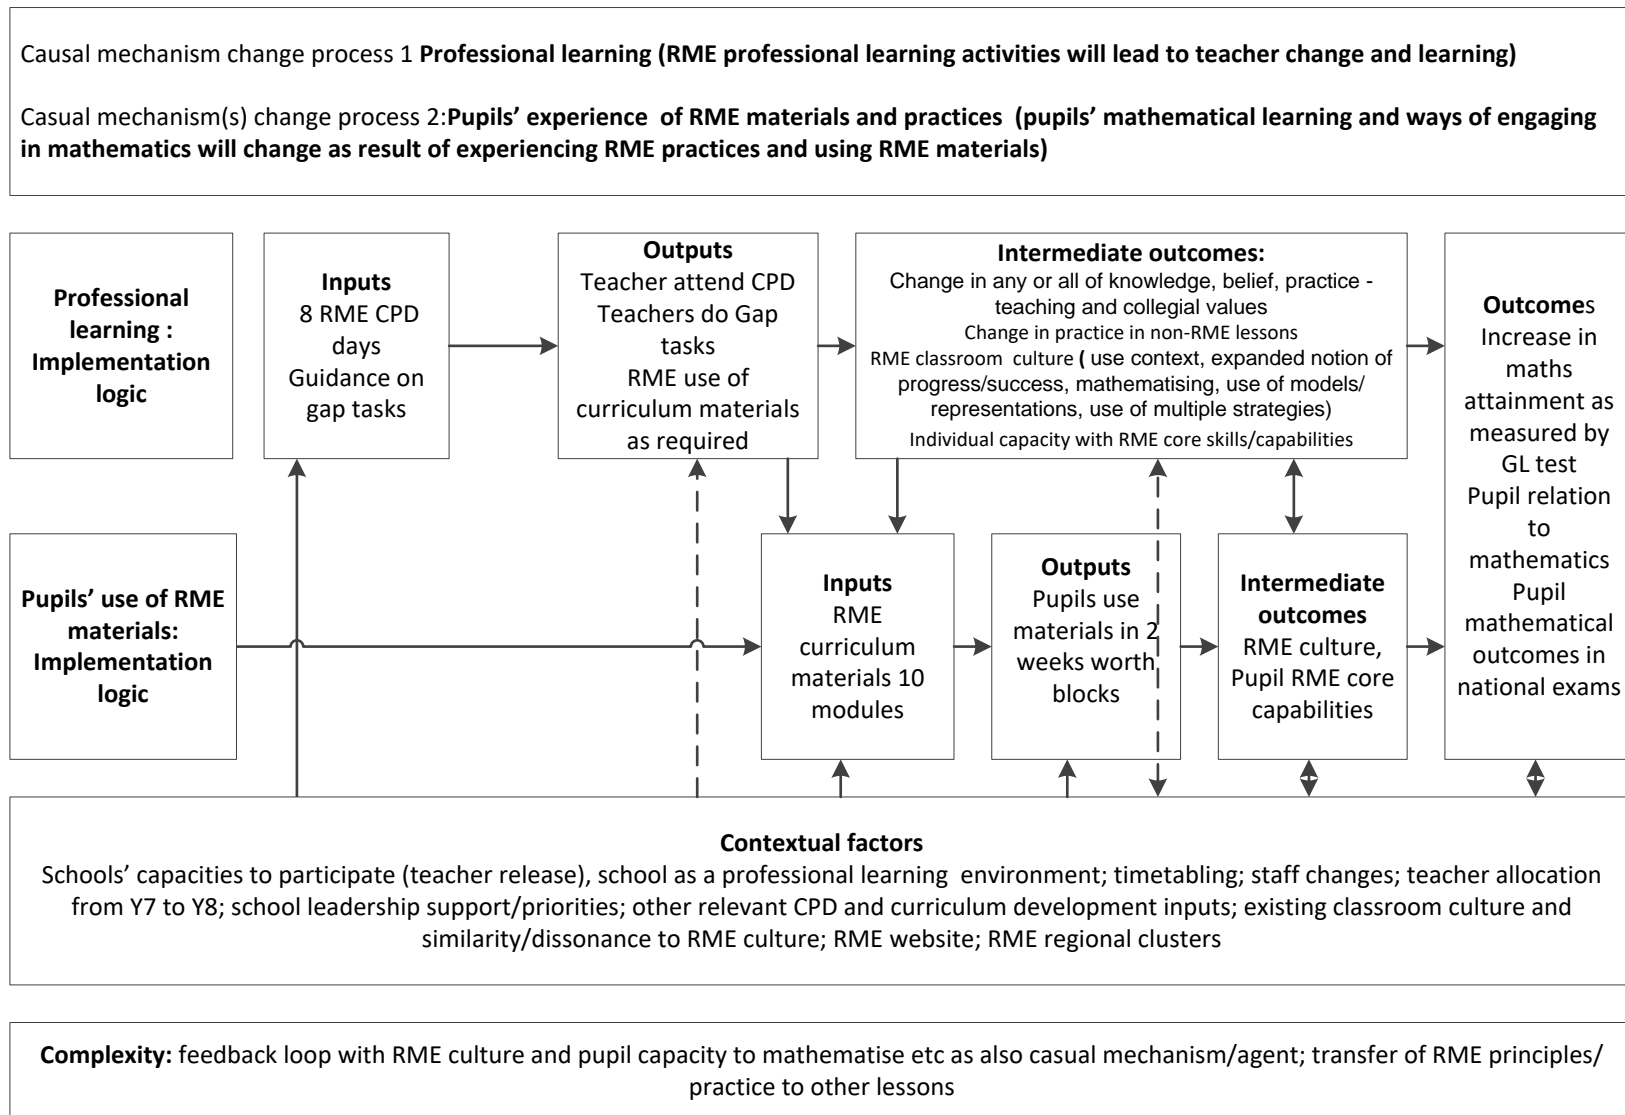 Causal mechanism change process 1 Professional learning (RME professional learning activities will lead to teacher change and learning)
Casual mechanism(s) change process 2:Pupils’ experience  of RME materials and practices  (pupils’ mathematical learning and ways of engaging
in mathematics will change as result of experiencing RME practices and using RME materials)
Professional
learning :
Implementation
logic
Inputs
8 RME CPD
days
Guidance on
gap tasks
Outputs
Teacher attend CPD
Teachers do Gap
tasks
RME use of
curriculum materials
as required
Intermediate outcomes:
Change in any or all of knowledge, belief, practice -
teaching and collegial values
Change in practice in non-RME lessons
RME classroom  culture ( use context, expanded notion of
progress/success, mathematising, use of models/
representations, use of multiple strategies)
Individual capacity with RME core skills/capabilities
Outcomes
Increase in
maths
attainment as
measured by
GL test
Pupil relation
to
mathematics
Pupil
mathematical
outcomes in
national exams
Pupils’ use of RME
materials:
Implementation
logic
Inputs
RME
curriculum
materials 10
modules
Outputs
Pupils use
materials in 2
weeks worth
blocks
Intermediate
outcomes
RME culture,
Pupil RME core
capabilities
Contextual factors
Schools’ capacities to participate (teacher release), school as a professional learning  environment; timetabling; staff changes; teacher allocation
from Y7 to Y8; school leadership support/priorities; other relevant CPD and curriculum development inputs; existing classroom culture and
similarity/dissonance to RME culture; RME website; RME regional clusters
Complexity: feedback loop with RME culture and pupil capacity to mathematise etc as also casual mechanism/agent; transfer of RME principles/
practice to other lessons